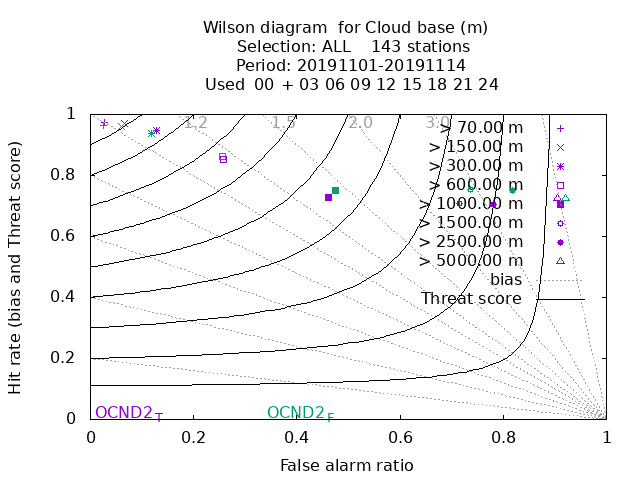 Wilson diagram for Cloud base (m)
Selection: ALL 143 stations
Period: 20191101-20191114
Used 00 + 03 06 09 12 15 18 21 24
Hit rate (bias and Threat score)
1
0.8
0.6
0.4
0.2
0
1.2 1.5 2.0 3.0
> 70.00 m
> 150.00 m
> 300.00 m
> 600.00 m
> 1000.00 m
> 1500.00 m
> 2500.00 m
> 5000.00 m
bias
Threat score
OCND2T OCND2F
0 0.2 0.4 0.6 0.8 1
False alarm ratio